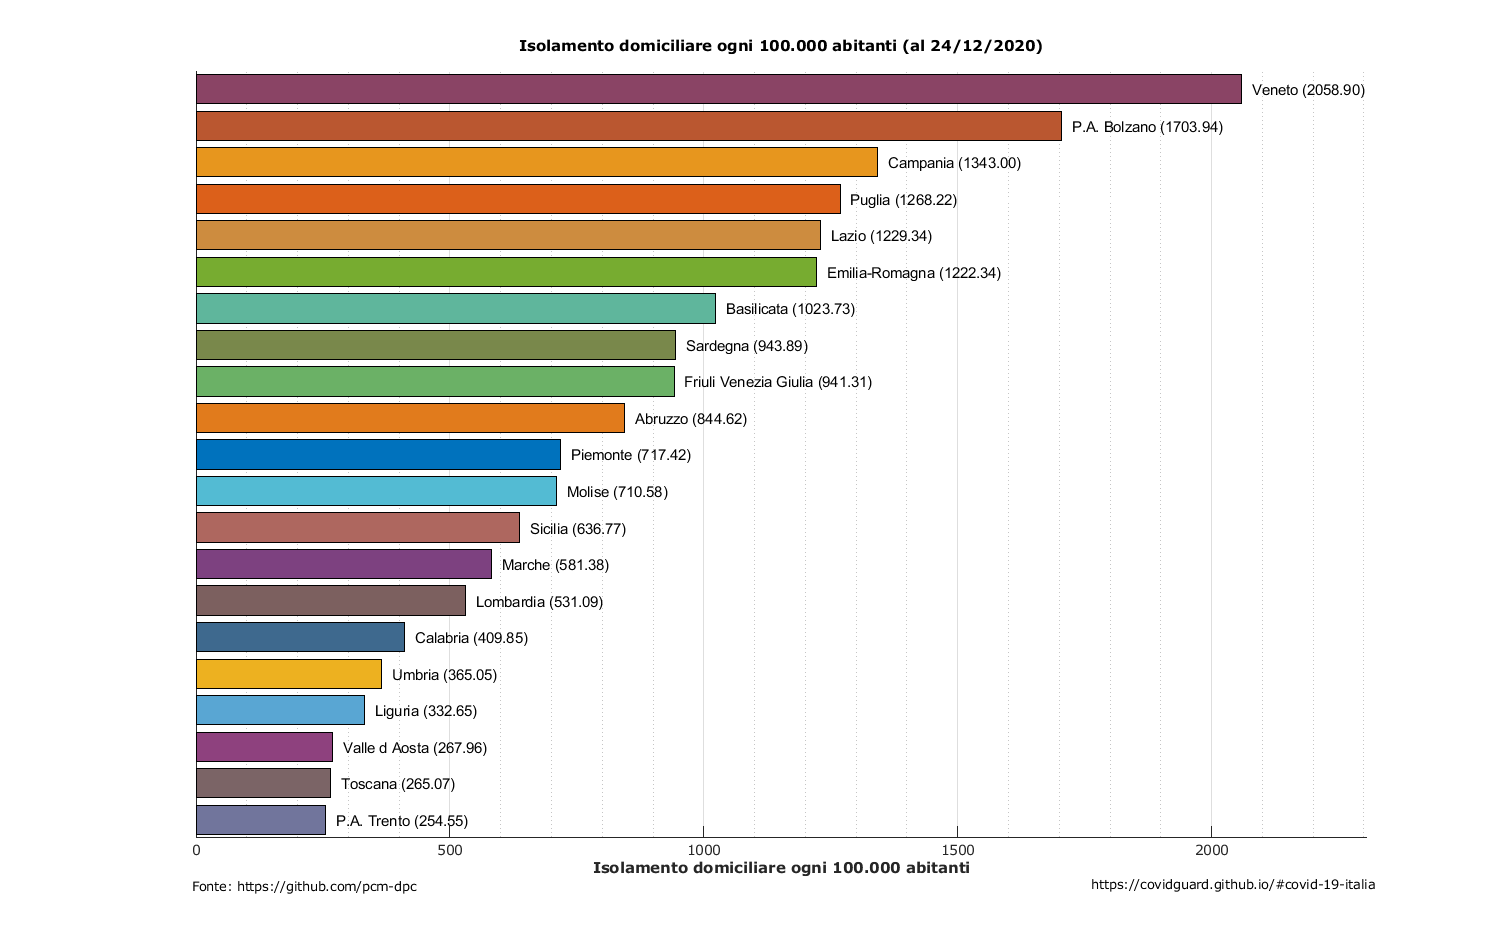 Isolamento domiciliare ogni 100.000 abitanti (al 24/12/2020)
Veneto (2058.90)
P.A. Bolzano (1703.94)
Campania (1343.00)
Puglia (1268.22)
Lazio (1229.34)
Emilia-Romagna (1222.34)
Basilicata (1023.73)
Sardegna (943.89)
Friuli Venezia Giulia (941.31)
Abruzzo (844.62)
Piemonte (717.42)
Molise (710.58)
Sicilia (636.77)
Marche (581.38)
Lombardia (531.09)
Calabria (409.85)
Umbria (365.05)
Liguria (332.65)
Valle d Aosta (267.96)
Toscana (265.07)
P.A. Trento (254.55)
0 500 1000 1500 2000
Isolamento domiciliare ogni 100.000 abitanti
Fonte: https://github.com/pcm-dpc
https://covidguard.github.io/#covid-19-italia